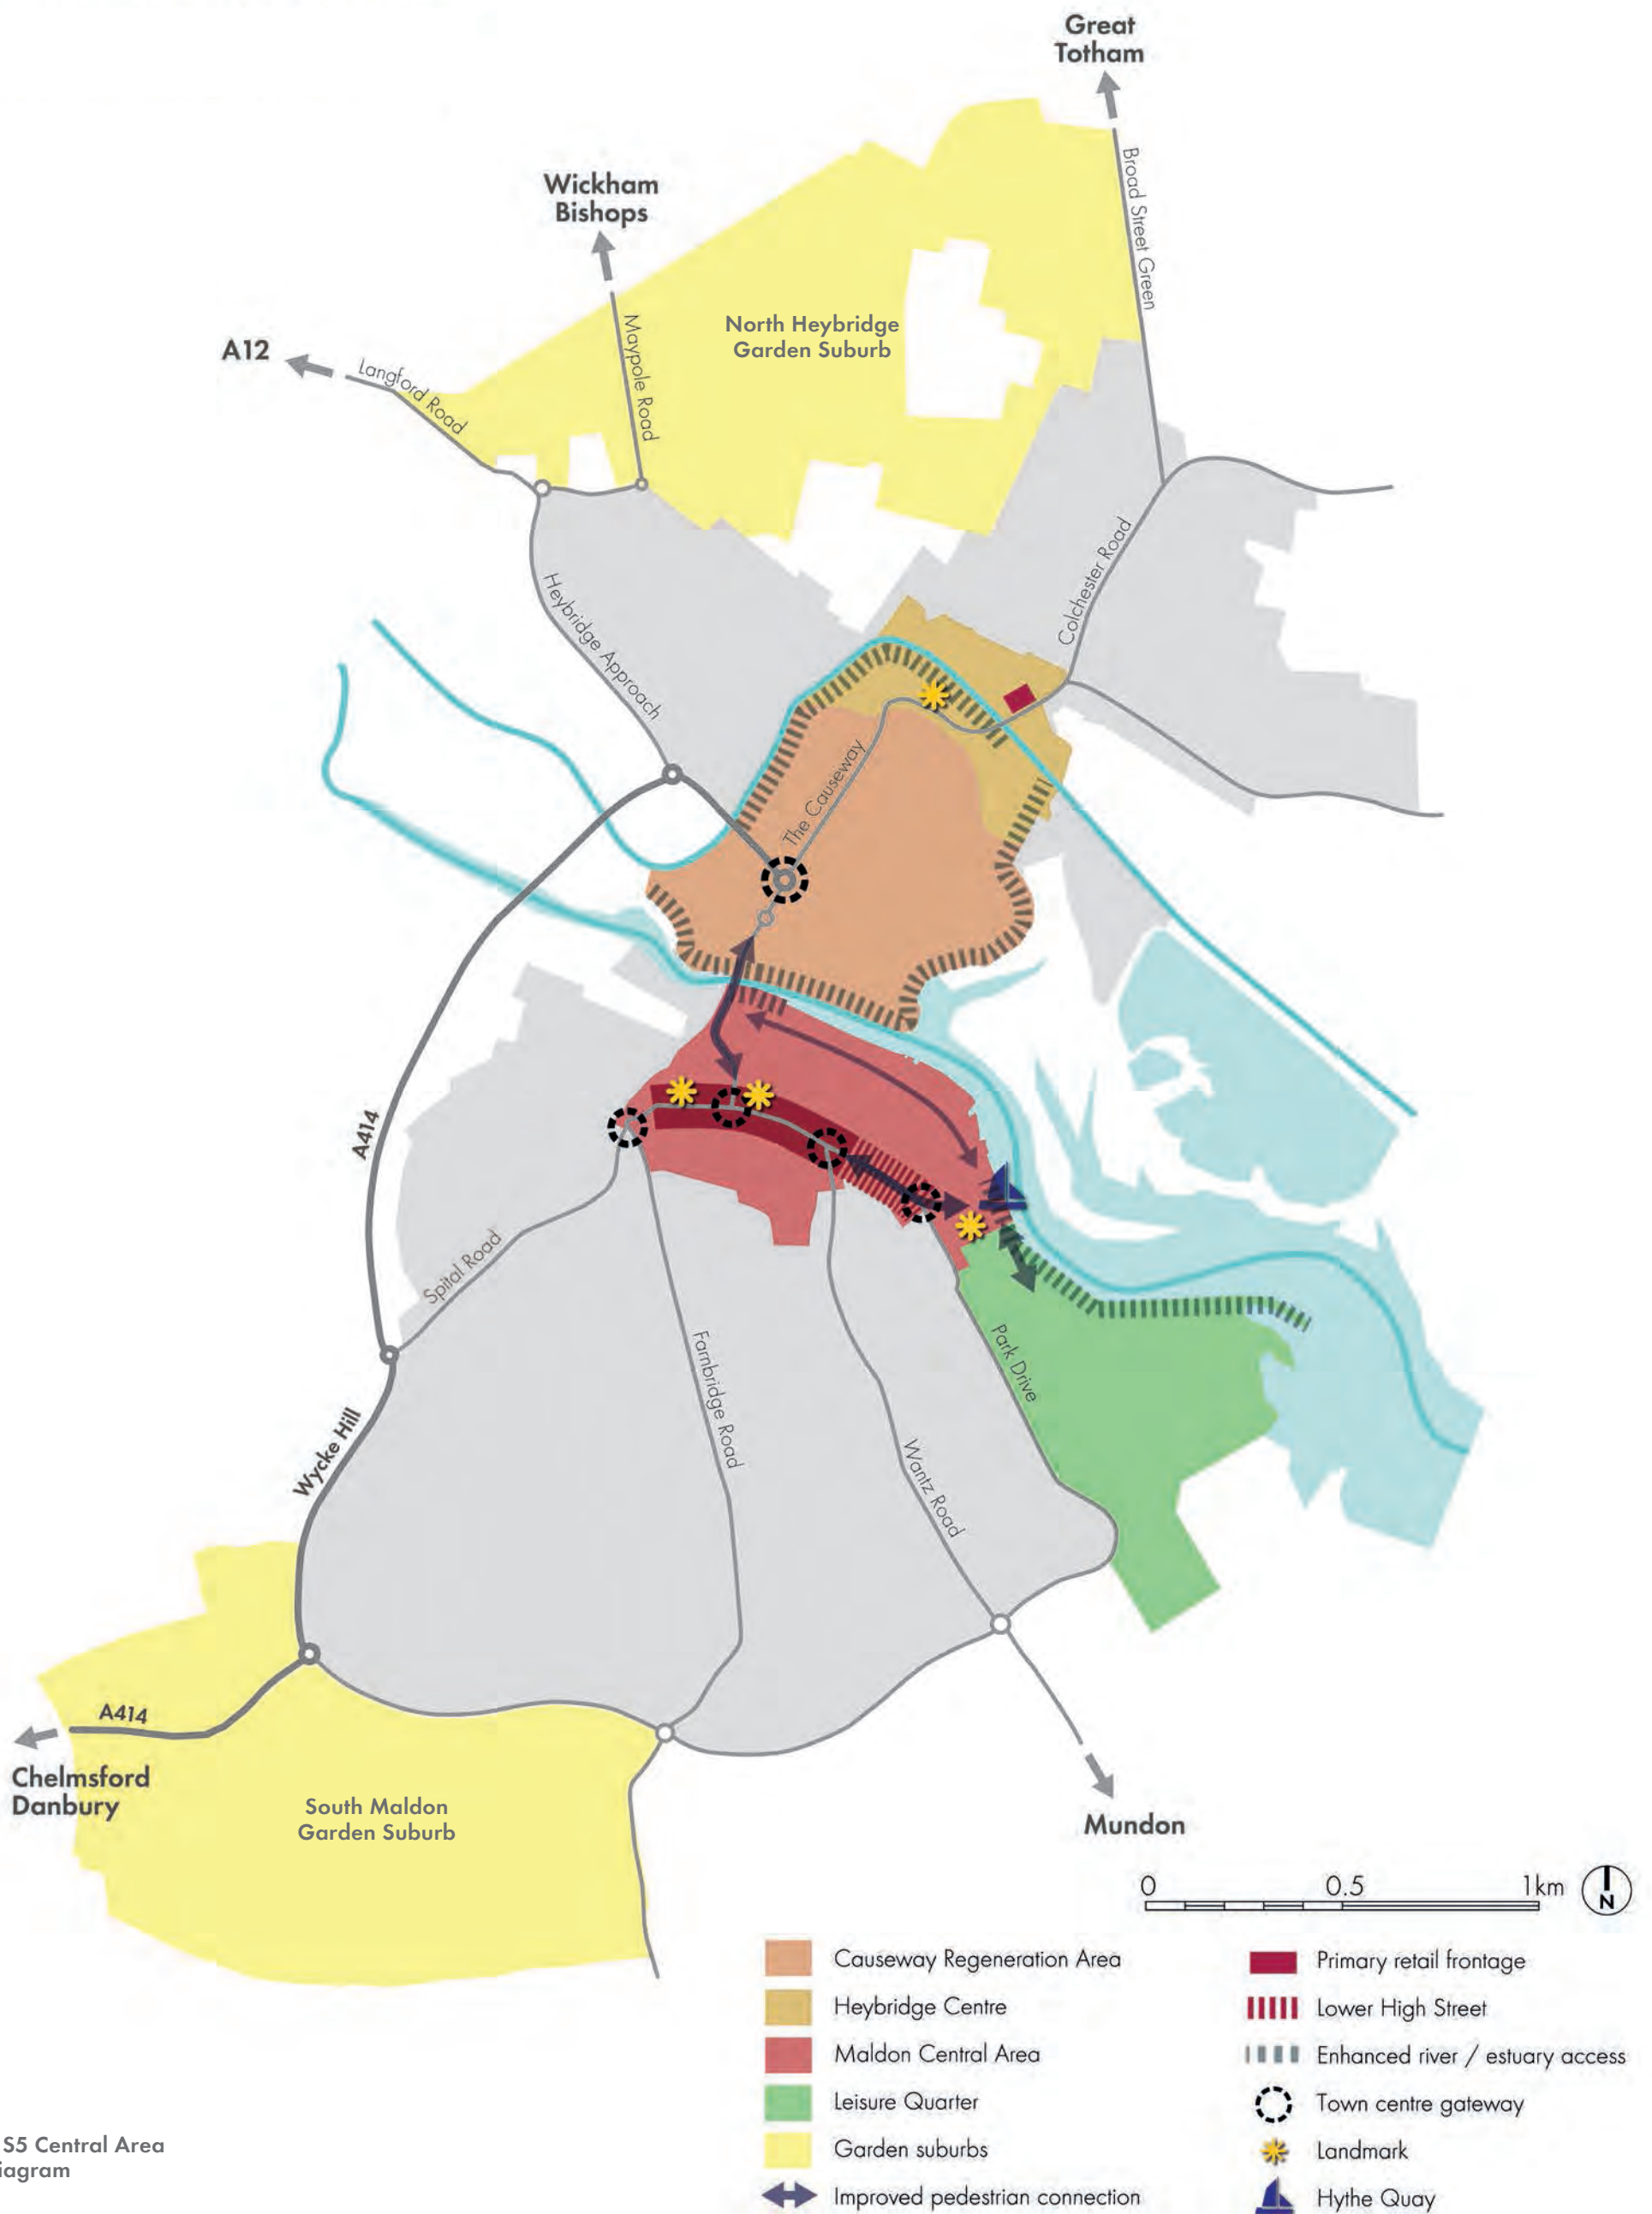 Great
Totham
Broad Street Green
Wickham
Bishops
Maypole Road
North Heybridge
Garden Suburb
A12
Langford Road
Heybridge Approach
Colchester Road
The Causeway
A414
Spital Road
Fambridge Road
Park Drive
Wantz Road
Wycke Hill
A414
Chelmsford
Danbury
South Maldon
Garden Suburb
Mundon
0 0.5 1km
N
Causeway Regeneration Area
Heybridge Centre
Maldon Central Area
Leisure Quarter
Garden suburbs
Improved pedestrian connection
Primary retail frontage
Lower High Street
Enhanced river / estuary access
Town centre gateway
Landmark
Hythe Quay
S5 Central Area
iagram